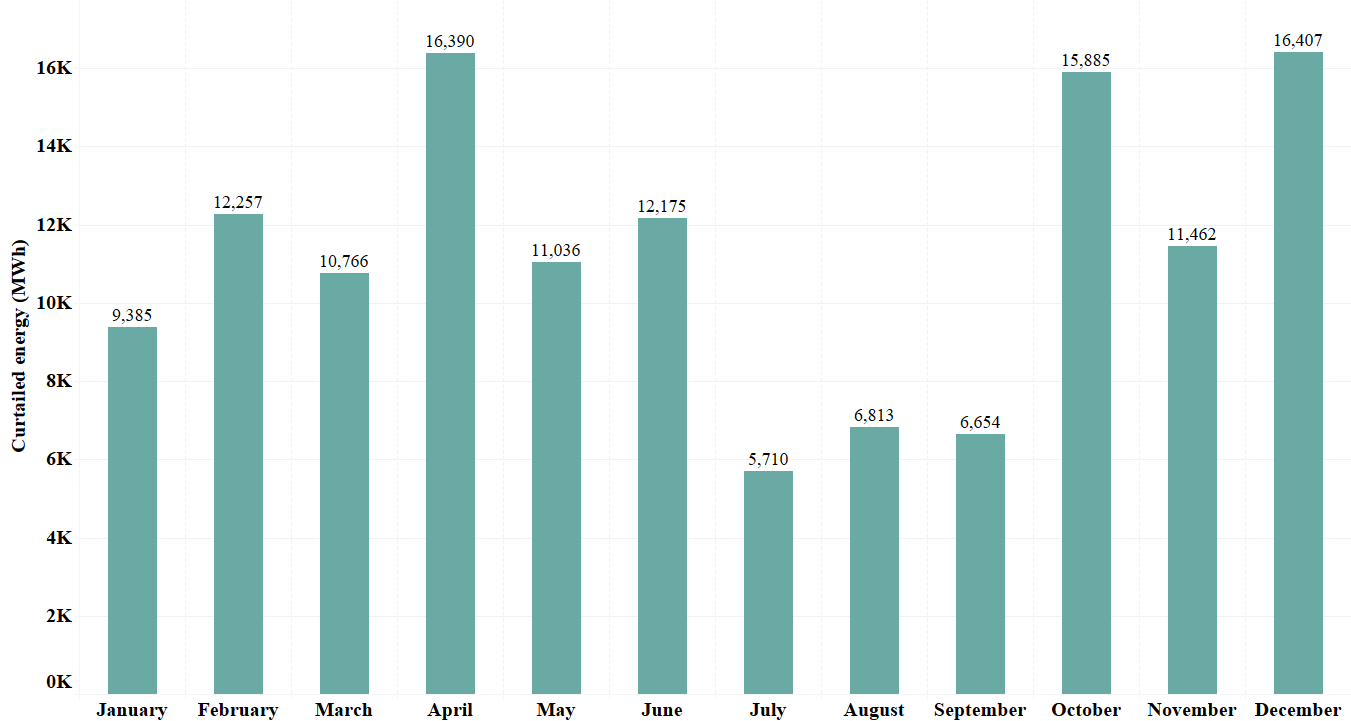 Curtailed energy (MWh)
16K
14K
12K
10K
8K
6K
4K
2K
0K
9,385
12,257
10,766
16,390
11,036
12,175
5,710
6,813
6,654
15,885
11,462
16,407
January
February
March
April
May
June
July
August
September
October
November
December